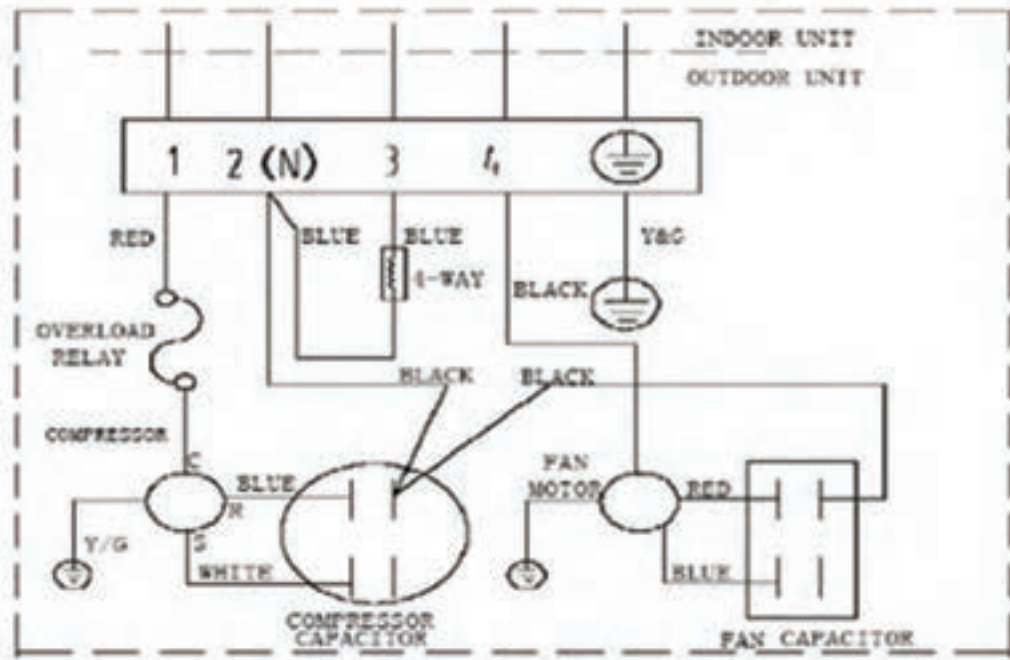 INDOOR UNIT
OUTDOOR UNIT
1 2 (N) 3 4
RED BLUE BLUE Y&G
4-WAY
BLACK
OVERLOAD
RELAY
BLACK BLACK
COMPRESSOR
C
FAN
MOTOR
BLUE
R
RED
Y/G
S
WHITE
BLUE
COMPRESSOR
CAPACITOR
FAN CAPACITOR